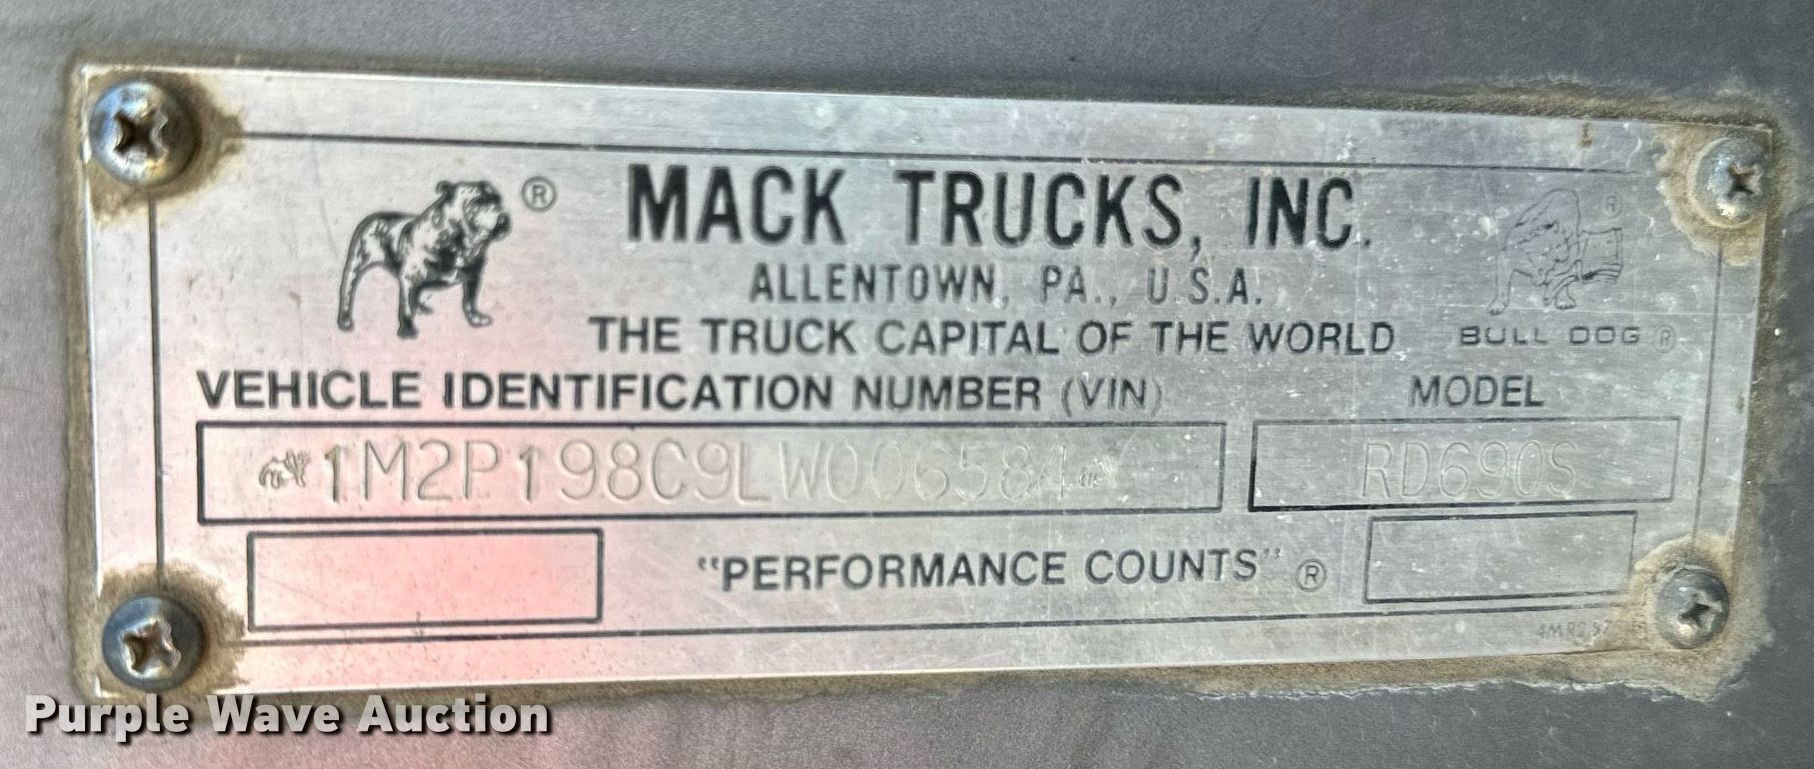 ®
MACK TRUCKS, INC.
ALLENTOWN, PA., U.S.A.
THE TRUCK CAPITAL OF THE WORLD
®
BULL DOG ®
VEHICLE IDENTIFICATION NUMBER (VIN)
MODEL
1M2P198C9LW006584
RD690S
"PERFORMANCE COUNTS" ®
Purple Wave Auction